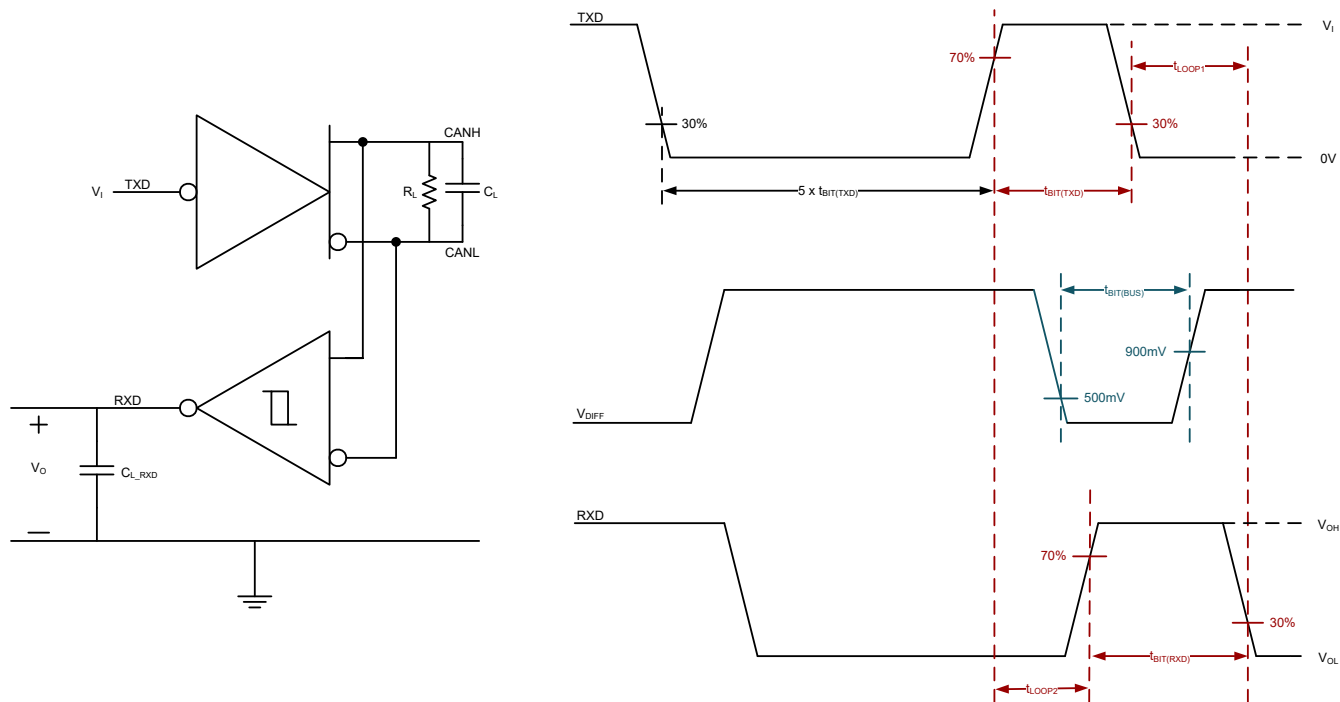 CANH
V_I
TXD
R_L
C_L
CANL
RXD
+
V_O
C_L_RXD
—
TXD
V_I
70%
t_LOOP1
30%
30%
0V
5 x t_BIT(TXD)
t_BIT(TXD)
t_BIT(BUS)
900mV
500mV
V_DIFF
RXD
V_OH
70%
30%
t_BIT(RXD)
V_OL
t_LOOP2